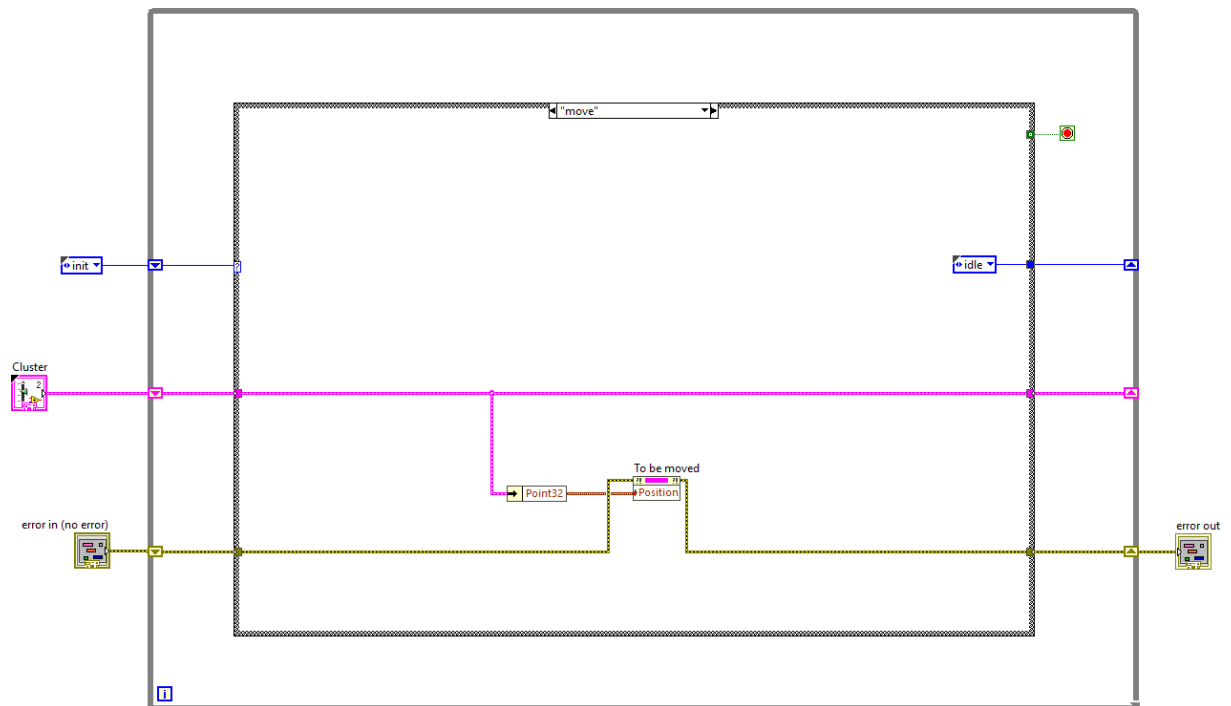 "move"
init
idle
Cluster
2
To be moved
Point32
Position
error in (no error)
error out
i